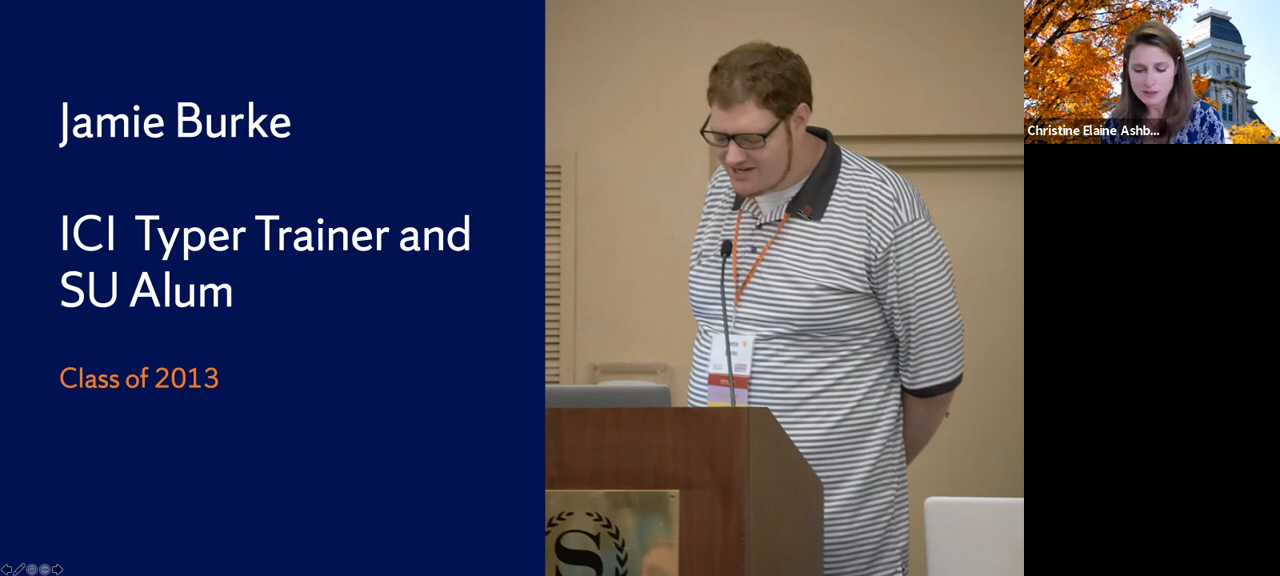 Jamie Burke
ICI Typer Trainer and
SU Alum
Class of 2013
Christine Elaine Ashb...
S